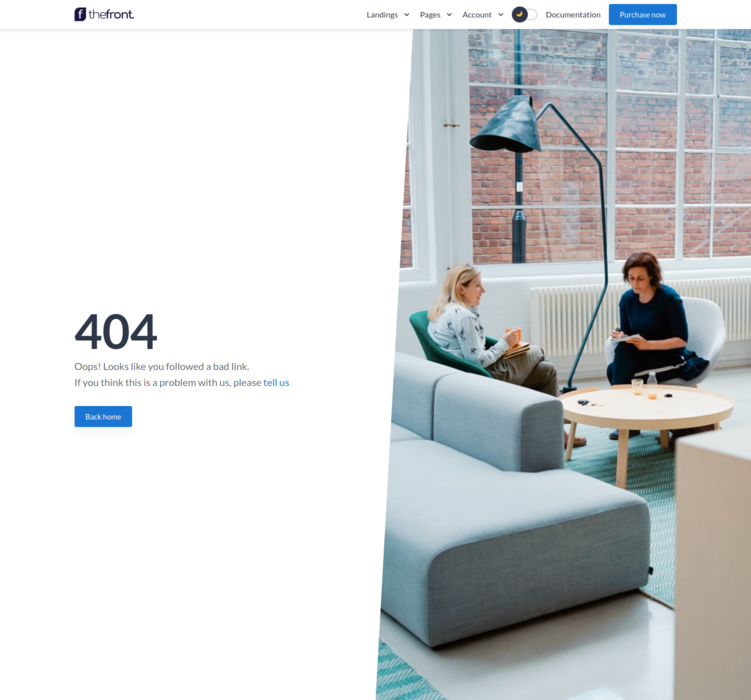 thefront.
Landings Pages Account Documentation Purchase now
404
Oops! Looks like you followed a bad link.
If you think this is a problem with us, please tell us
Back home